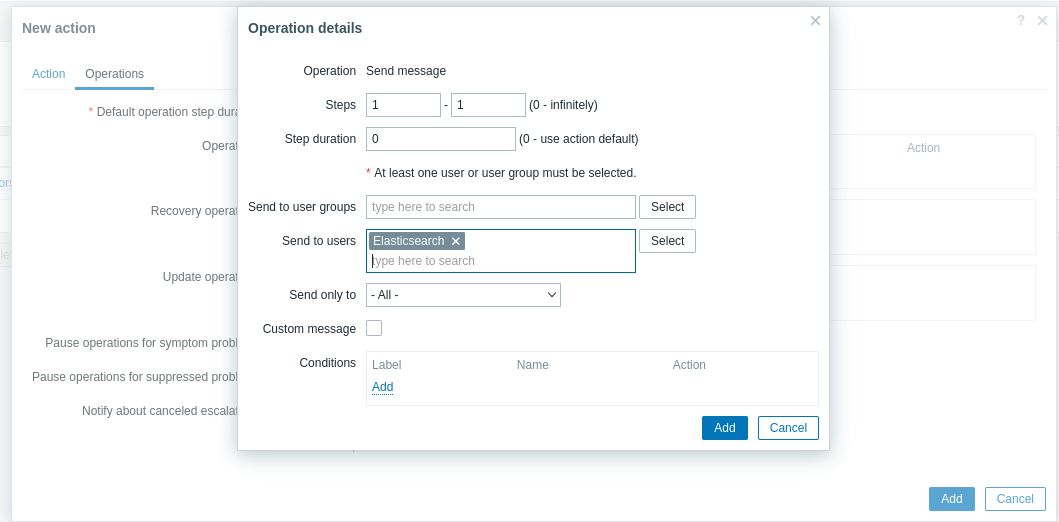 New action
?
Action
Operations
* Default operation step dura
Operat
Action
Recovery operat
Update operat
Pause operations for symptom probl
Pause operations for suppressed probl
Notify about canceled escalat
Add
Cancel
Operation details
Operation Send message
Steps 1 - 1 (0 - infinitely)
Step duration 0 (0 - use action default)
* At least one user or user group must be selected.
Send to user groups type here to search Select
Send to users Elasticsearch Select
type here to search
Send only to - All -
Custom message
Conditions Label Name Action
Add
Add Cancel